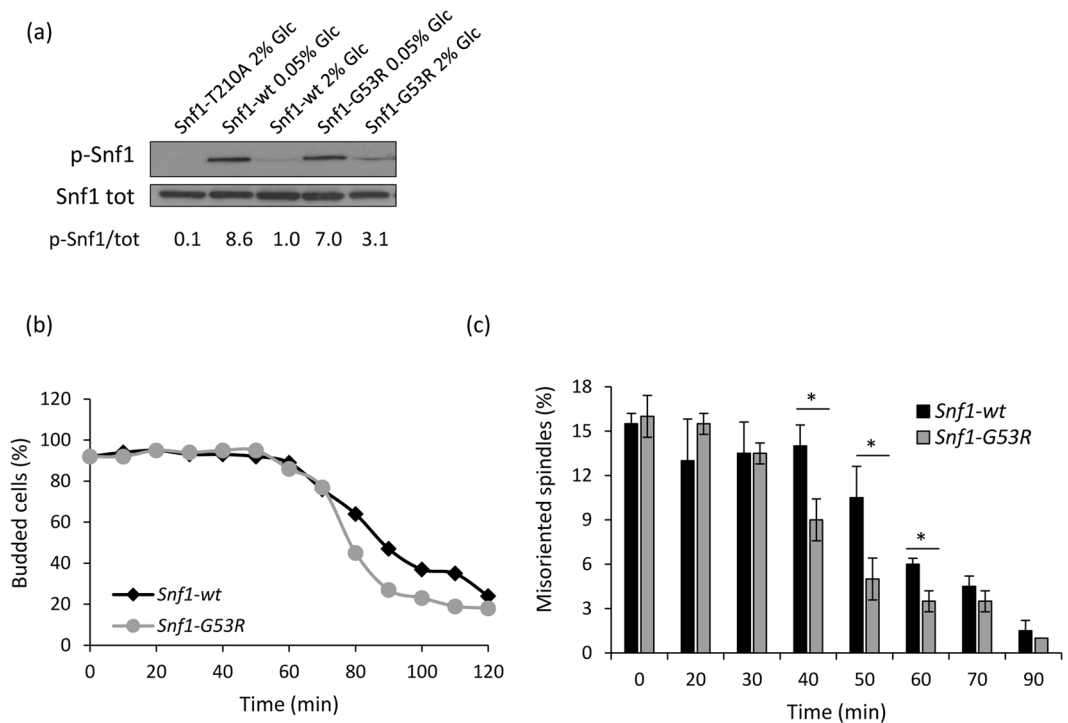 (a)
Snf1-T210A 2% Glc
Snf1-wt 0.05% Glc
Snf1-wt 2% Glc
Snf1-G53R 0.05% Glc
Snf1-G53R 2% Glc
p-Snf1
Snf1 tot
p-Snf1/tot 0.1 8.6 1.0 7.0 3.1
(b)
120
100
80
60
40
20
0
Budded cells (%)
Snf1-wt
Snf1-G53R
0 20 40 60 80 100 120
Time (min)
(c)
18
15
12
9
6
3
0
Misoriented spindles (%)
* * *
Snf1-wt
Snf1-G53R
0 20 30 40 50 60 70 90
Time (min)